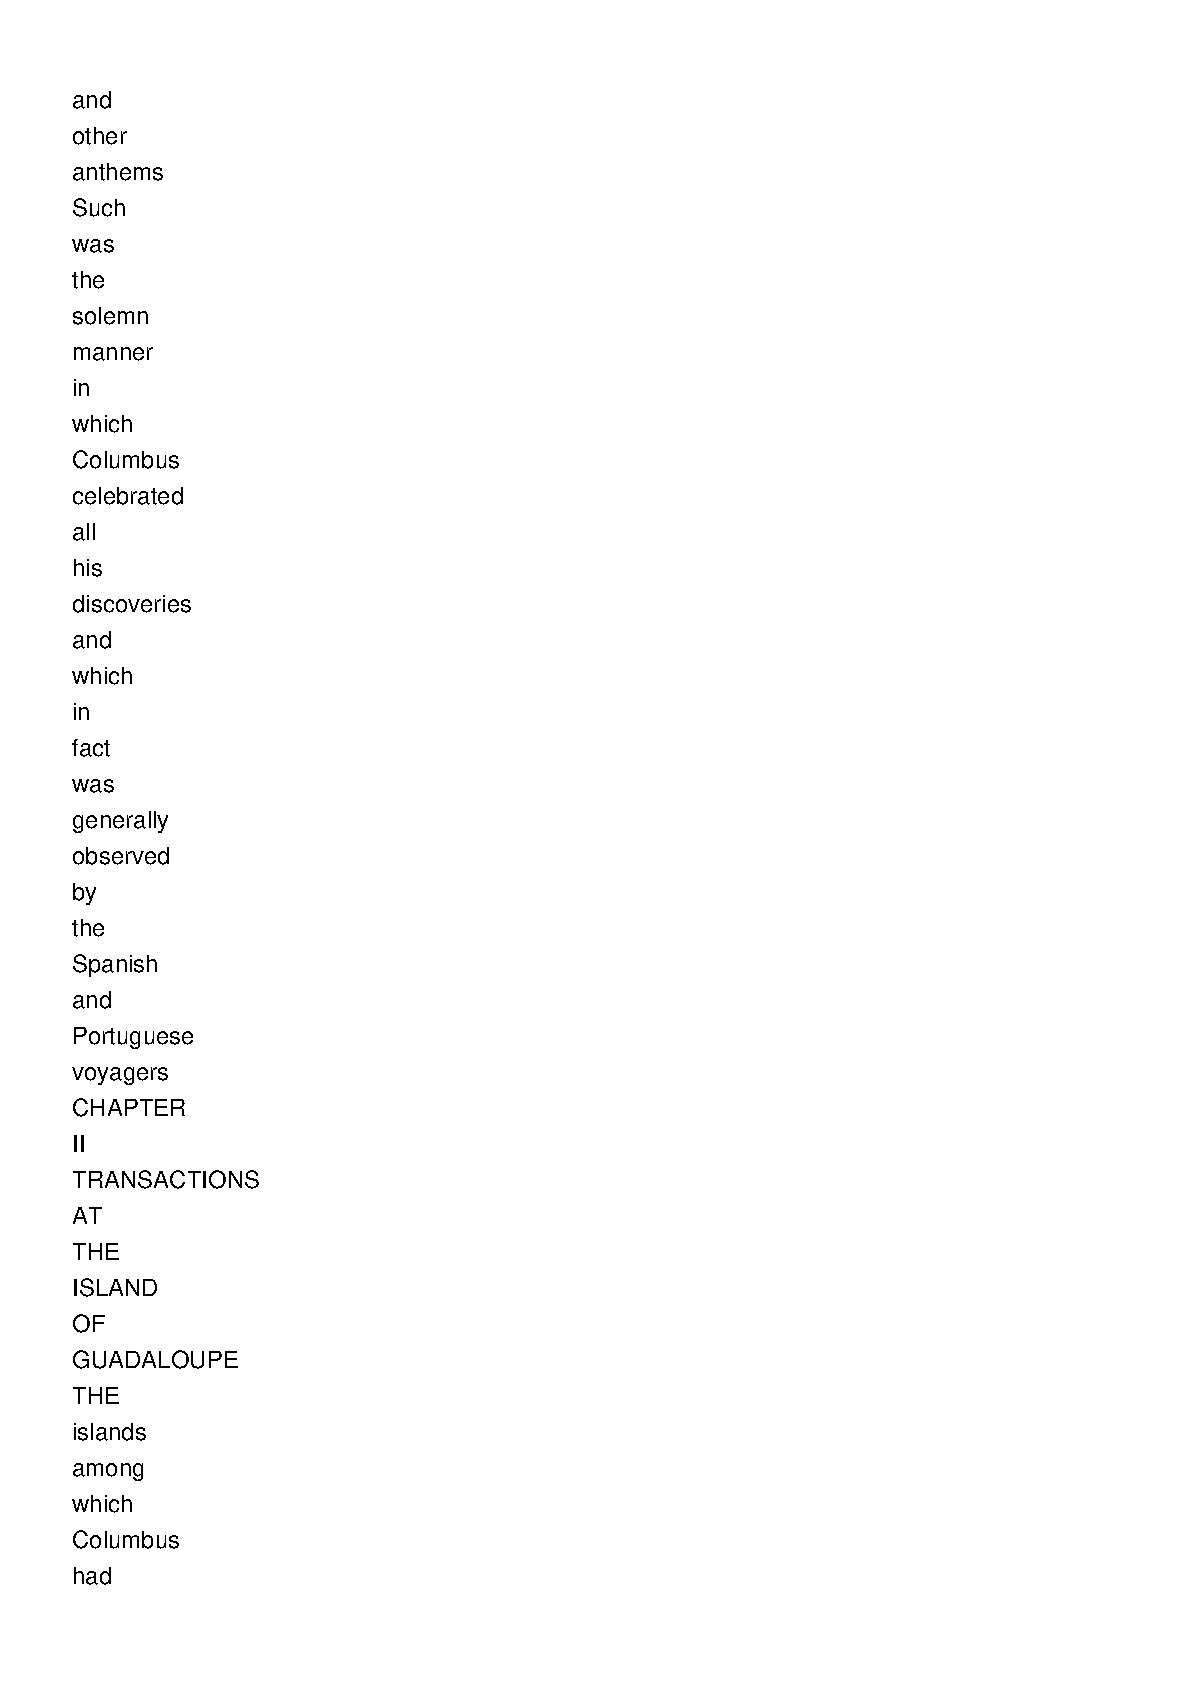 and
other
anthems
Such
was
the
solemn
manner
in
which
Columbus
celebrated
all
his
discoveries
and
which
in
fact
was
generally
observed
by
the
Spanish
and
Portuguese
voyagers
CHAPTER
II
TRANSACTIONS
AT
THE
ISLAND
OF
GUADALOUPE
THE
islands
among
which
Columbus
had